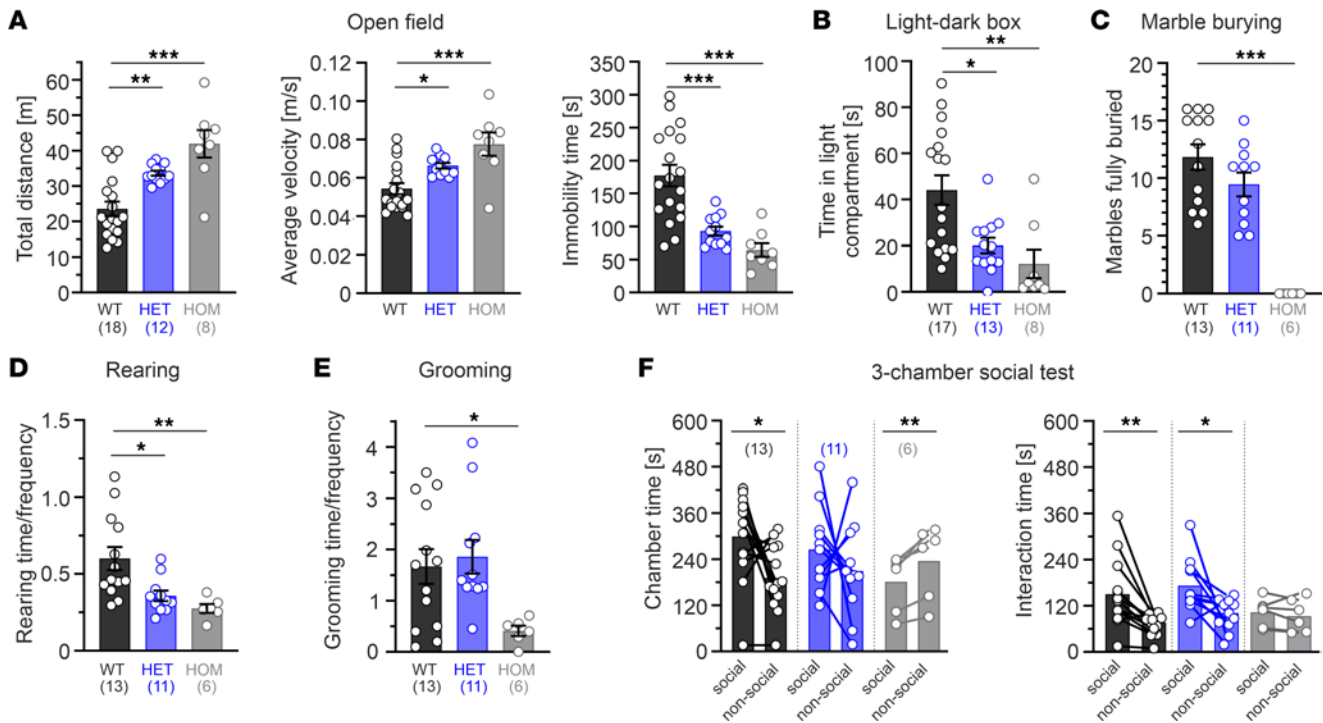 A
Open field
Total distance [m]
65
60
50
40
30
20
10
0
***
**
WT
HET
HOM
(18)
(12)
(8)
Average velocity [m/s]
0.12
0.10
0.08
0.06
0.04
0.02
0.00
***
*
WT
HET
HOM
Immobility time [s]
350
300
250
200
150
100
50
0
***
***
WT
HET
HOM
B
Light-dark box
Time in light
compartment [s]
100
80
60
40
20
0
**
*
WT
HET
HOM
(17)
(13)
(8)
C
Marble burying
Marbles fully buried
20
15
10
5
0
***
WT
HET
HOM
(13)
(11)
(6)
D
Rearing
Rearing time/frequency
1.5
1.0
0.5
0
**
*
WT
HET
HOM
(13)
(11)
(6)
E
Grooming
Grooming time/frequency
4
3
2
1
0
*
WT
HET
HOM
(13)
(11)
(6)
F
3-chamber social test
Chamber time [s]
600
480
360
240
120
0
*
**
(13)
(11)
(6)
social
non-social
social
non-social
social
non-social
Interaction time [s]
600
480
360
240
120
0
**
*
social
non-social
social
non-social
social
non-social